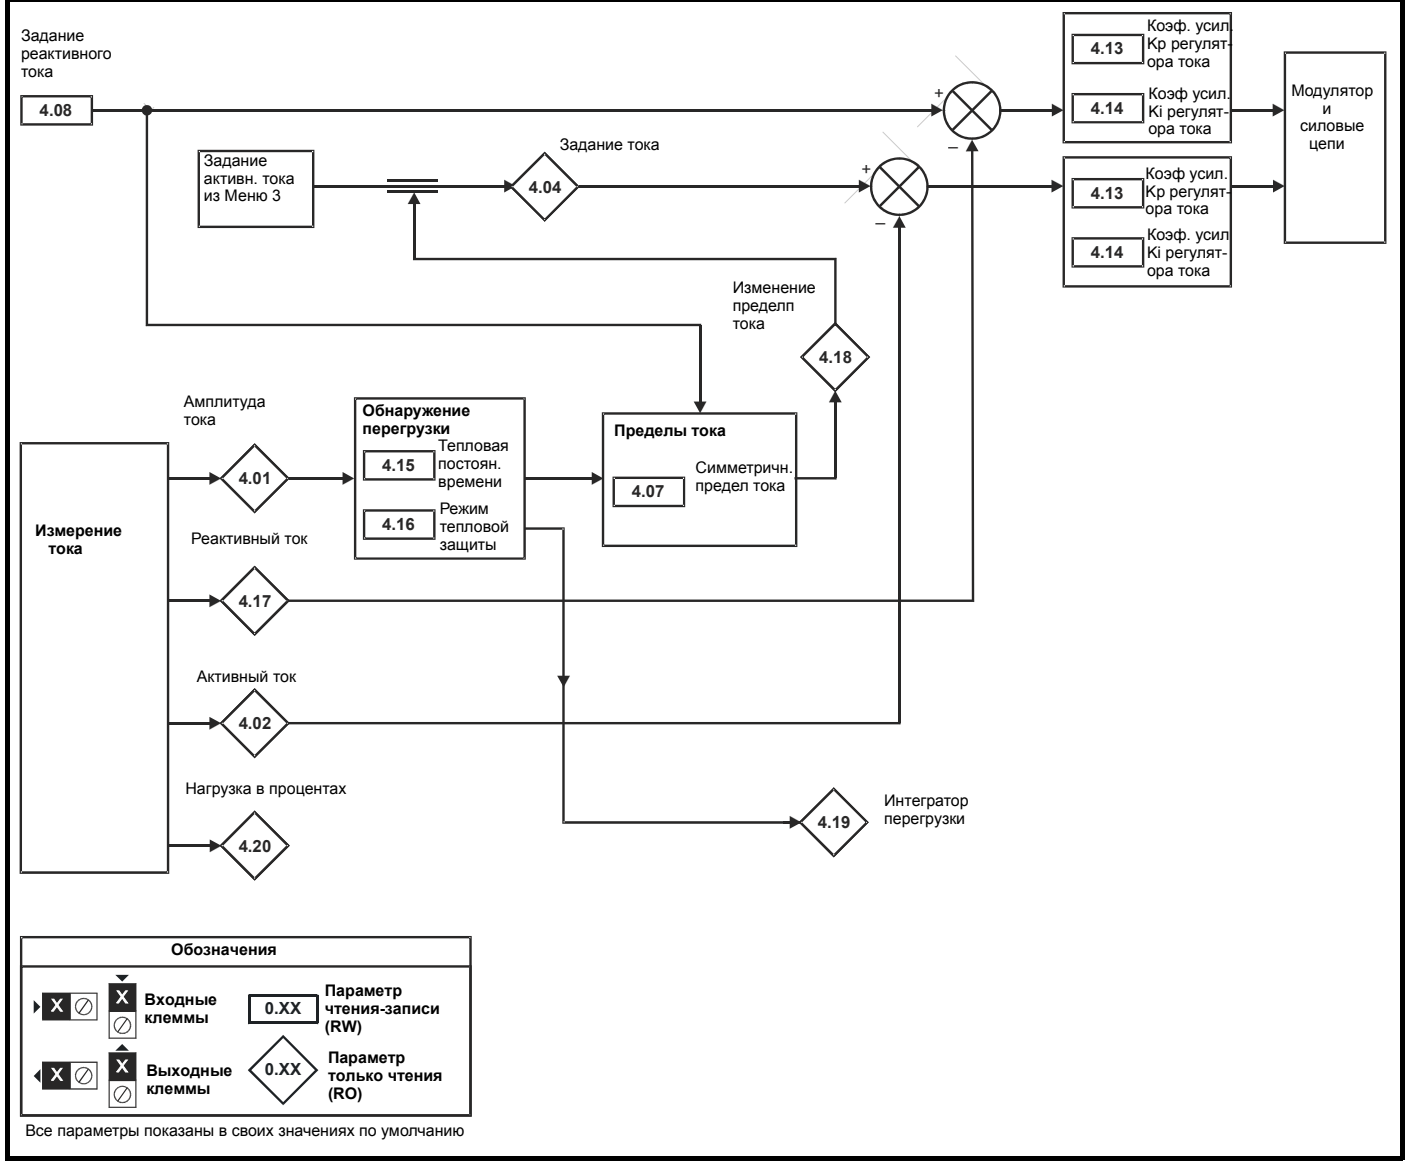 Задание
реактивного
тока
4.08
Задание
активн. тока
из Меню 3
Задание тока
4.04
+
−
+
−
Коэф. усил.
4.13
Kp регулят-
ора тока
Коэф усил.
4.14
Ki регулят-
ора тока
Коэф усил.
4.13
Kp регулят-
ора тока
Коэф. усил
4.14
Ki регулят-
ора тока
Модулятор
и
силовые
цепи
Изменение
пределп
тока
4.18
Амплитуда
тока
4.01
Обнаружение
перегрузки
4.15
Тепловая
постоян.
времени
4.16
Режим
тепловой
защиты
Пределы тока
4.07
Симметричн.
предел тока
Измерение
тока
Реактивный ток
4.17
Активный ток
4.02
Нагрузка в процентах
4.20
4.19
Интегратор
перегрузки
Обозначения
X
X
Входные
клеммы
0.XX
Параметр
чтения-записи
(RW)
X
X
Выходные
клеммы
0.XX
Параметр
только чтения
(RO)
Все параметры показаны в своих значениях по умолчанию